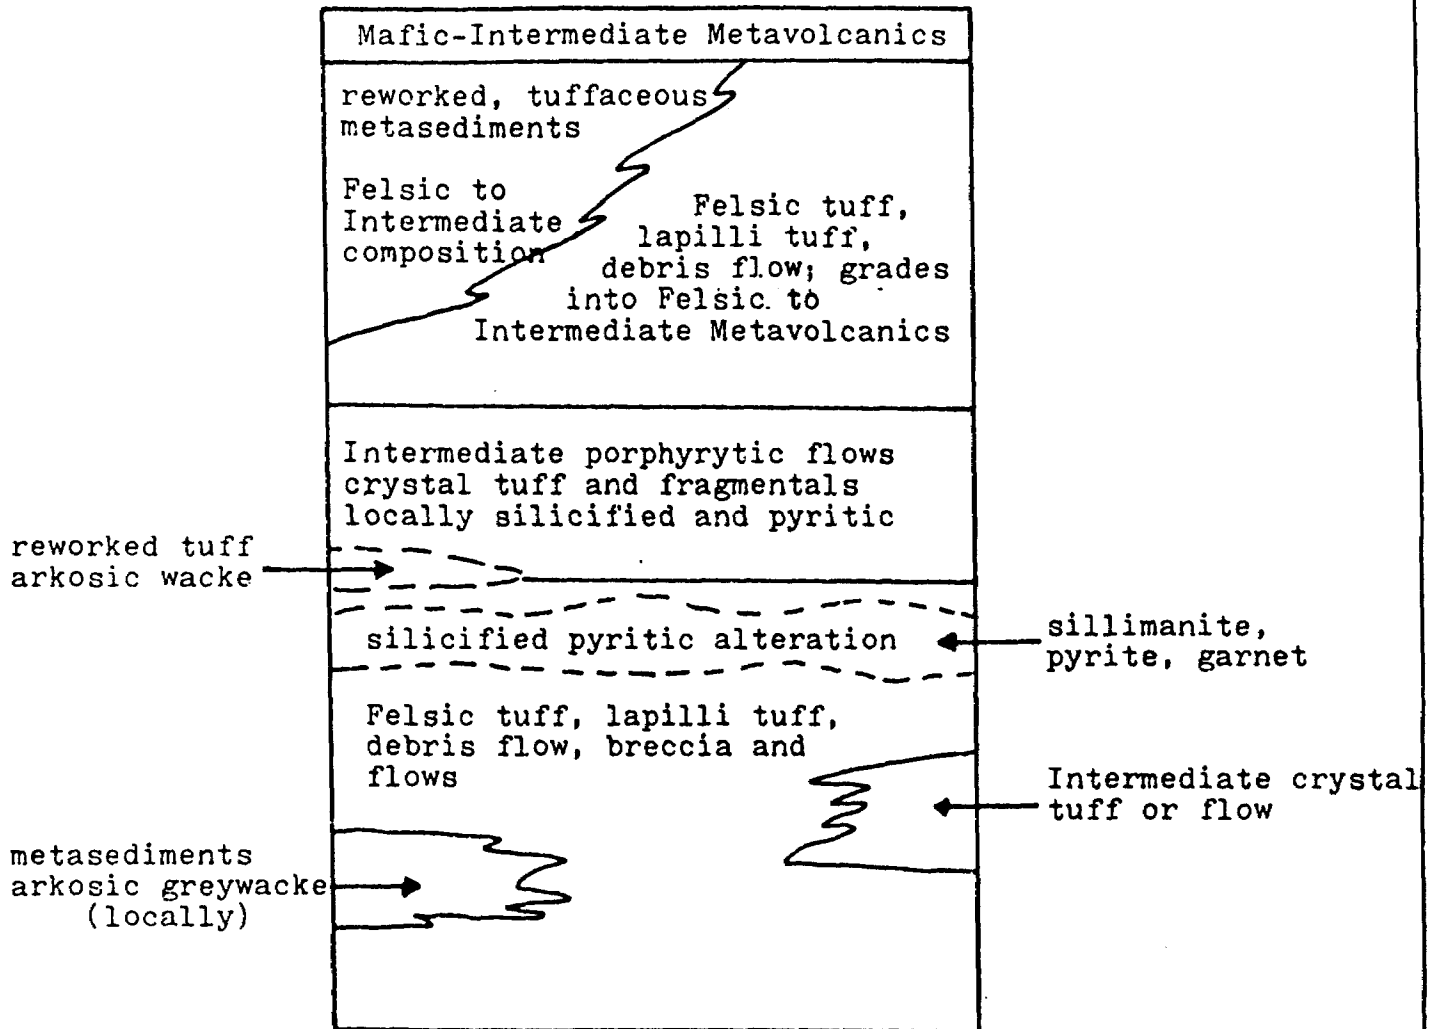 Mafic-Intermediate Metavolcanics
reworked, tuffaceous
metasediments
Felsic to
Intermediate
composition
Felsic tuff,
lapilli tuff,
debris flow; grades
into Felsic to
Intermediate Metavolcanics
Intermediate porphyrytic flows
crystal tuff and fragmentals
locally silicified and pyritic
reworked tuff
arkosic wacke
silicified pyritic alteration
sillimanite,
pyrite, garnet
Felsic tuff, lapilli tuff,
debris flow, breccia and
flows
Intermediate crystal
tuff or flow
metasediments
arkosic greywacke
(locally)